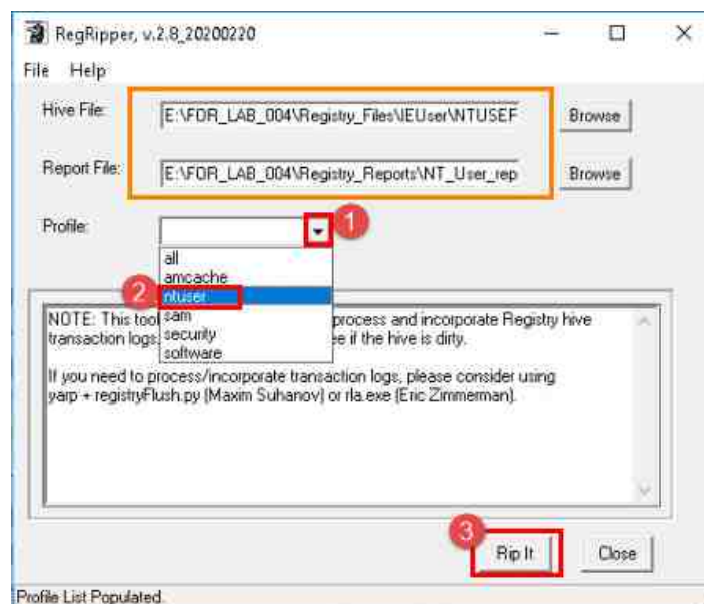 RegRipper, v.2.8_20200220
File Help
Hive File: E:\FOR_LAB_004\Registry_Files\IEUser\NTUSEF Browse
Report File: E:\FOR_LAB_004\Registry_Reports\NT_User_rep Browse
Profile: 1
all
amcache
2 ntuser
sam
security
software
NOTE: This tool process and incorporate Registry hive
transaction logs. e if the hive is dirty.
If you need to process/incorporate transaction logs, please consider using
yarp + registryFlush.py (Maxim Suhanov) or rla.exe (Eric Zimmerman).
3
Rip It Close
Profile List Populated.